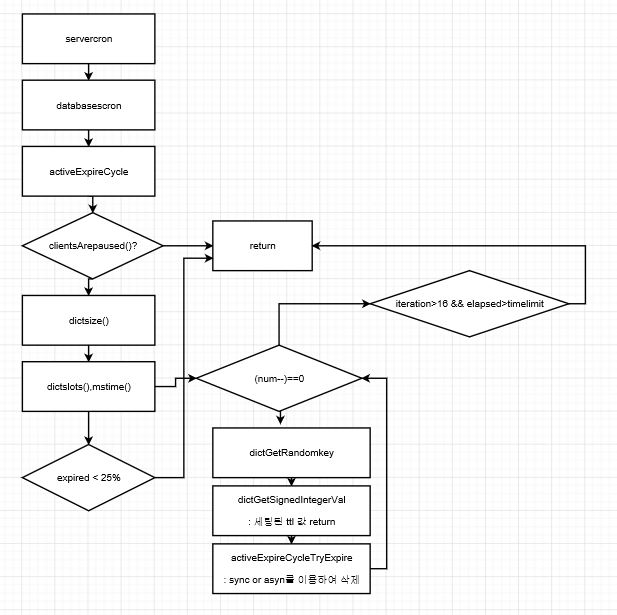 servercron
databasescron
activeExpireCycle
clientsArepaused()?
return
iteration>16 && elapsed>timelimit
dictsize()
dictslots(),mstime()
(num--)==0
expired < 25%
dictGetRandomkey
dictGetSignedIntegerVal
: 세팅된 ttl 값 return
activeExpireCycleTryExpire
: sync or asyn를 이용하여 삭제